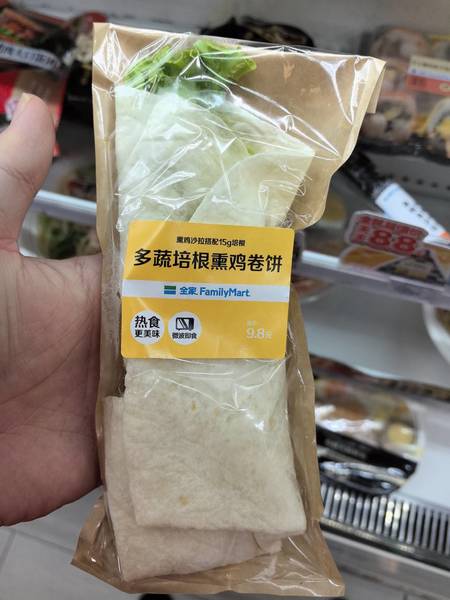 熏鸡沙拉搭配15g培根
多蔬培根熏鸡卷饼
全家 FamilyMart
热食
更美味
微波即食
9.8元
88